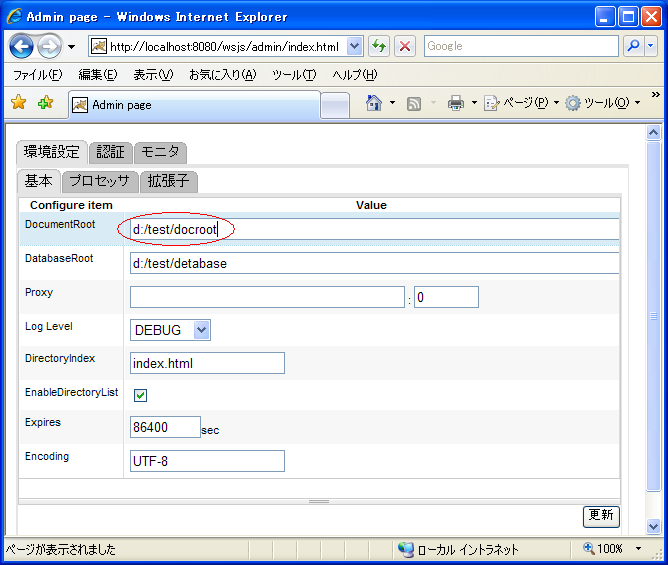 Admin page - Windows Internet Explorer
http://localhost:8080/wsjs/admin/index.html
Google
ファイル(F) 編集(E) 表示(V) お気に入り(A) ツール(T) ヘルプ(H)
Admin page
ページ(P) ツール(O) »
環境設定 認証 モニタ
基本 プロセッサ 拡張子
Configure item Value
DocumentRoot d:/test/docroot
DatabaseRoot d:/test/detabase
Proxy : 0
Log Level DEBUG
DirectoryIndex index.html
EnableDirectoryList
Expires 86400 sec
Encoding UTF-8
更新
ページが表示されました ローカル イントラネット 100%